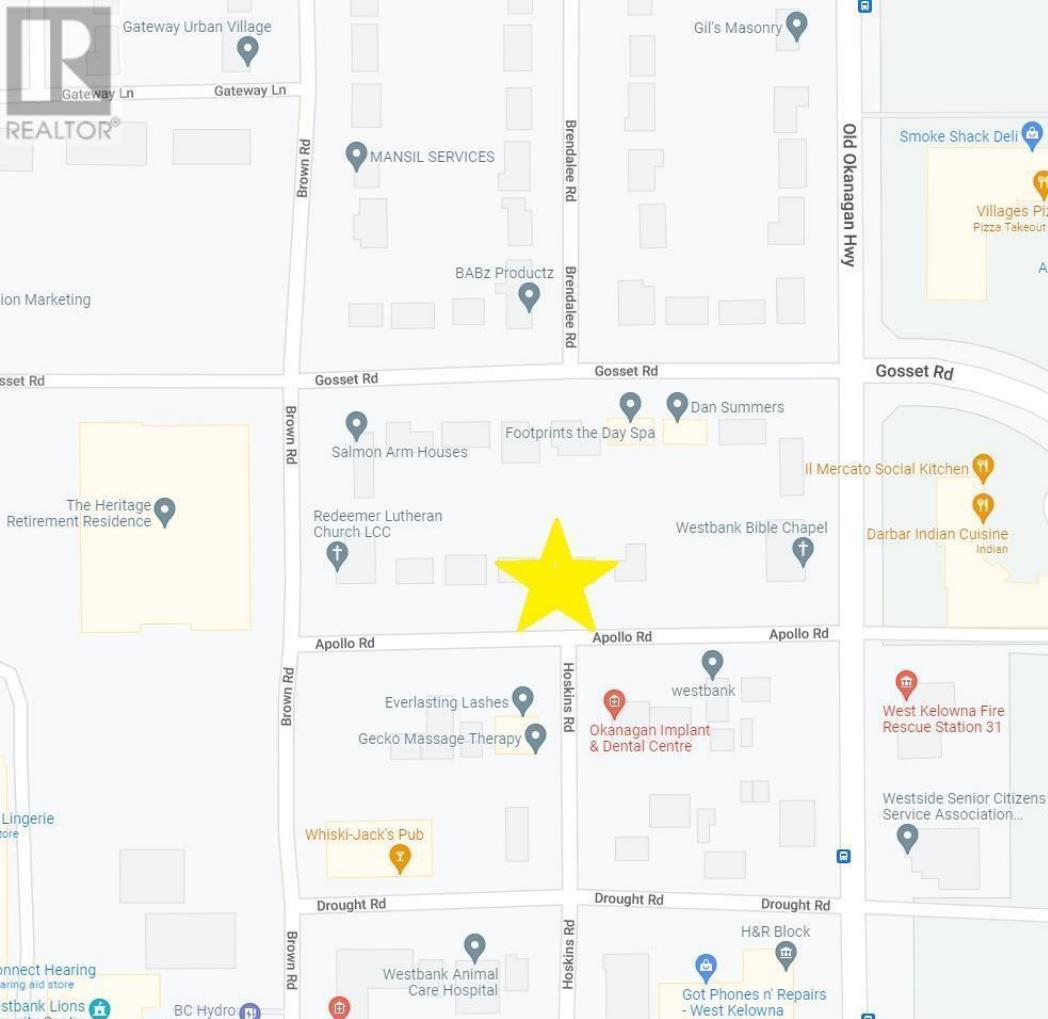 Gateway Urban Village
Gil's Masonry
Gateway Ln
Gateway Ln
REALTOR®
Brown Rd
MANSIL SERVICES
Brendalee Rd
Old Okanagan Hwy
Smoke Shack Deli
Villages Piz
Pizza Takeout
A
BABz Productz
Brendalee Rd
ion Marketing
sset Rd
Gosset Rd
Gosset Rd
Gosset Rd
Brown Rd
Salmon Arm Houses
Footprints the Day Spa
Dan Summers
Il Mercato Social Kitchen
The Heritage
Retirement Residence
Redeemer Lutheran
Church LCC
Westbank Bible Chapel
Darbar Indian Cuisine
Indian
Apollo Rd
Apollo Rd
Apollo Rd
Brown Rd
Hoskins Rd
Everlasting Lashes
Gecko Massage Therapy
westbank
Okanagan Implant
& Dental Centre
West Kelowna Fire
Rescue Station 31
Lingerie
tore
Whiski-Jack's Pub
Westside Senior Citizens
Service Association...
Drought Rd
Drought Rd
Drought Rd
Brown Rd
Hoskins Rd
H&R Block
onnect Hearing
aring aid store
stbank Lions
BC Hydro
Westbank Animal
Care Hospital
Got Phones n' Repairs
- West Kelowna